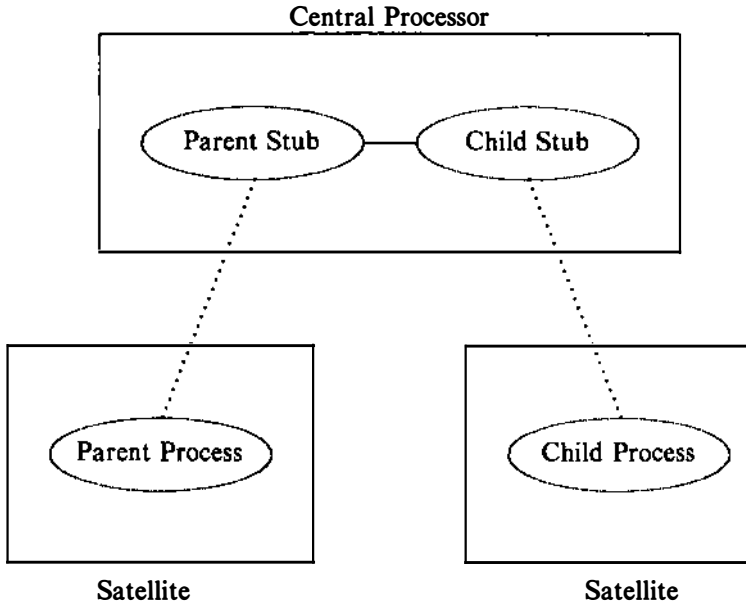 Central Processor
Parent Stub
Child Stub
Parent Process
Child Process
Satellite
Satellite